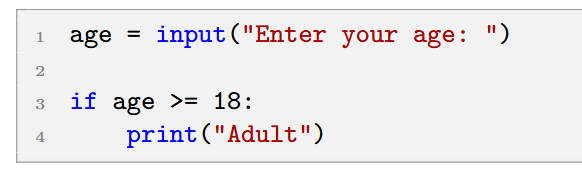 1 age = input("Enter your age: ")
2
3 if age >= 18:
4     print("Adult")